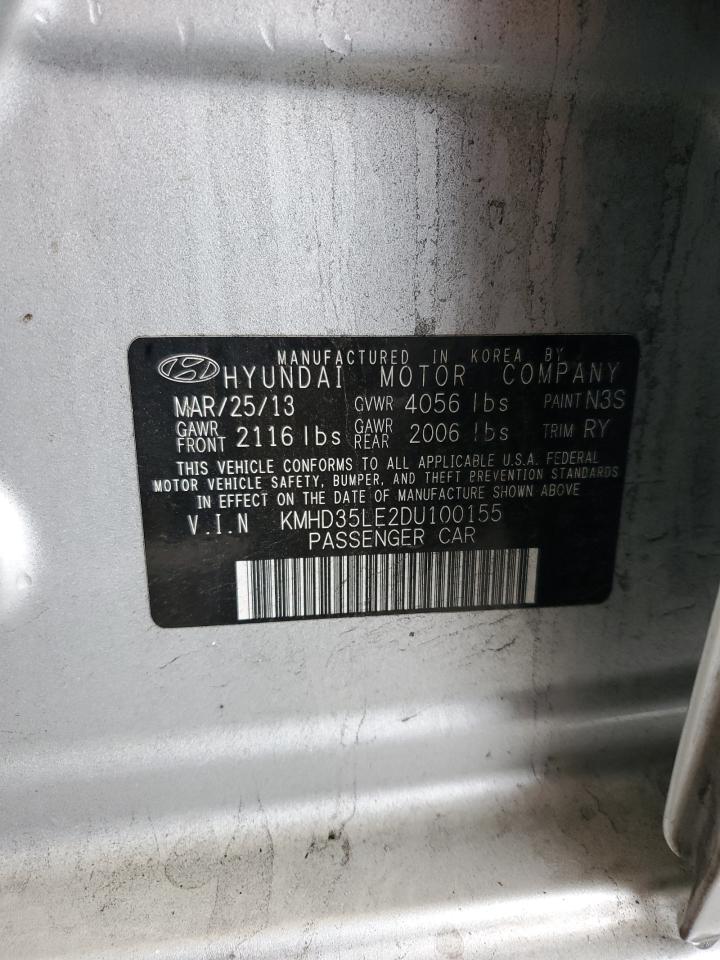 MANUFACTURED IN KOREA BY
HYUNDAI MOTOR COMPANY
MAR/25/13 GVWR 4056 lbs PAINT N3S
GAWR FRONT 2116 lbs GAWR REAR 2006 lbs TRIM RY
THIS VEHICLE CONFORMS TO ALL APPLICABLE U.S.A. FEDERAL
MOTOR VEHICLE SAFETY, BUMPER, AND THEFT PREVENTION STANDARDS
IN EFFECT ON THE DATE OF MANUFACTURE SHOWN ABOVE
V.I.N KMHD35LE2DU100155
PASSENGER CAR